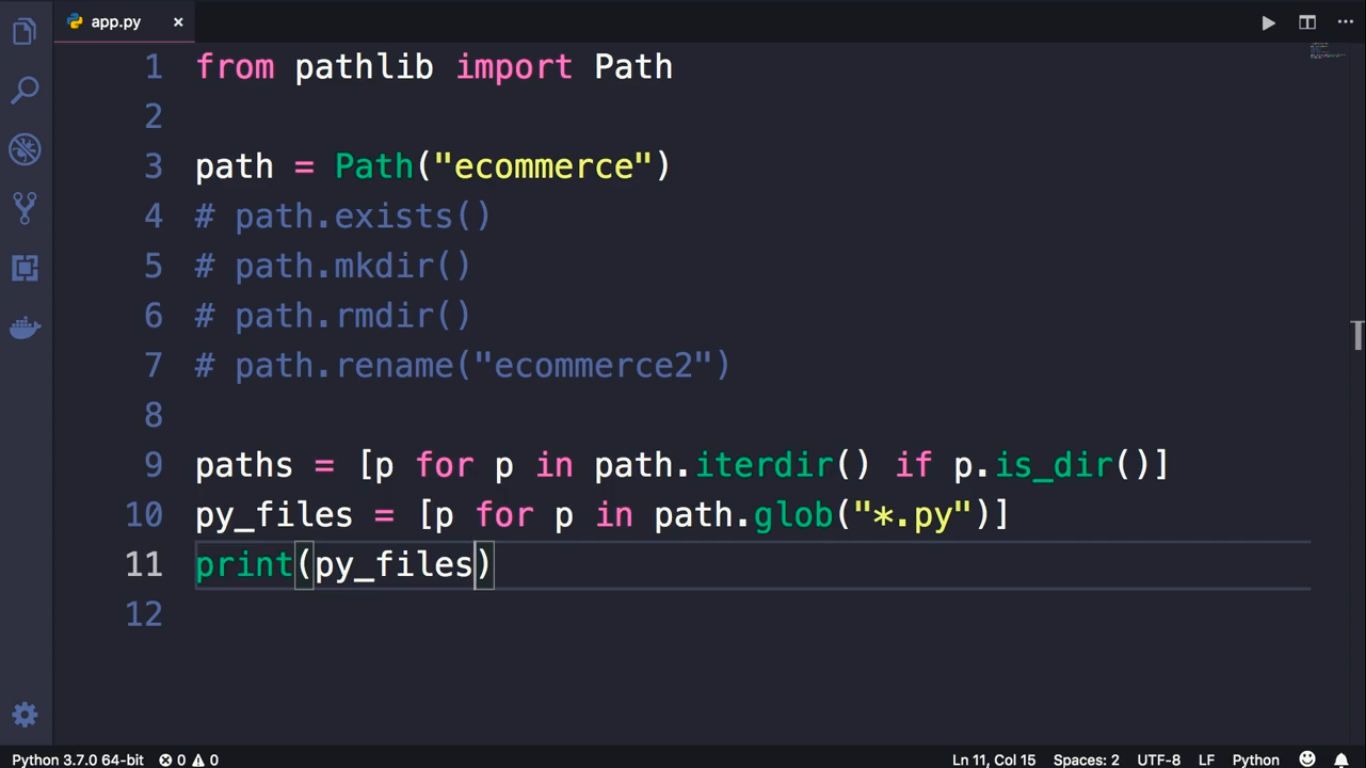 app.py ×
1 from pathlib import Path
2
3 path = Path("ecommerce")
4 # path.exists()
5 # path.mkdir()
6 # path.rmdir()
7 # path.rename("ecommerce2")
8
9 paths = [p for p in path.iterdir() if p.is_dir()]
10 py_files = [p for p in path.glob("*.py")]
11 print(py_files)
12
Python 3.7.0 64-bit 0 0 Ln 11, Col 15 Spaces: 2 UTF-8 LF Python